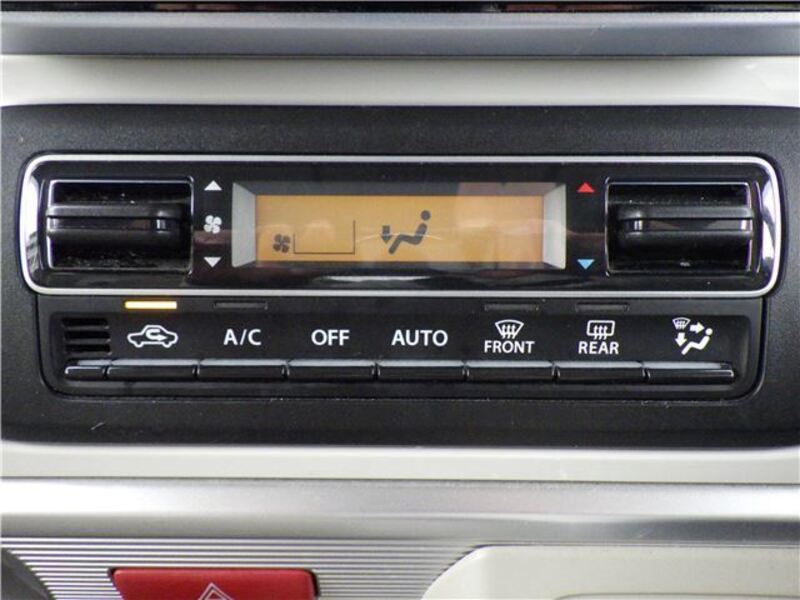 A/C OFF AUTO FRONT REAR